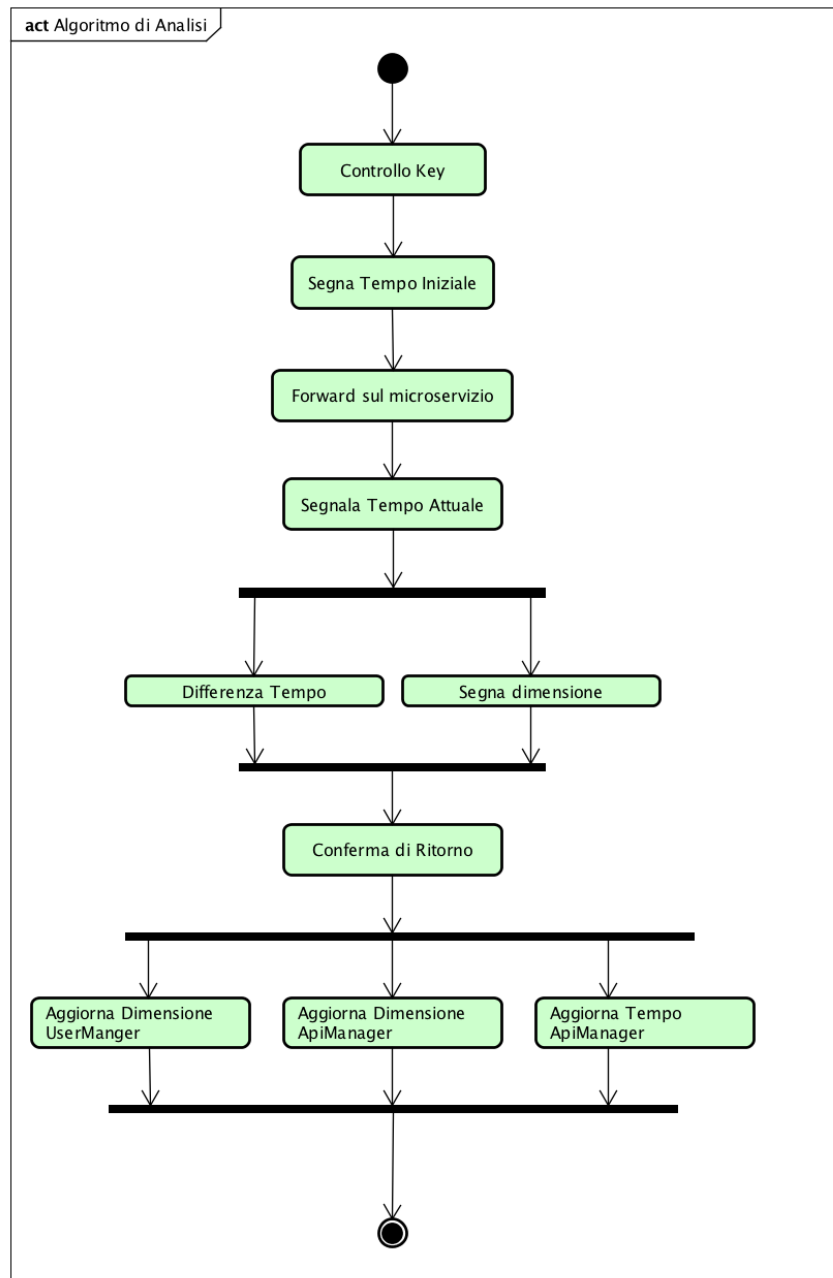 act Algoritmo di Analisi
Controllo Key
Segna Tempo Iniziale
Forward sul microservizio
Segnala Tempo Attuale
Differenza Tempo
Segna dimensione
Conferma di Ritorno
Aggiorna Dimensione
UserManger
Aggiorna Dimensione
ApiManager
Aggiorna Tempo
ApiManager